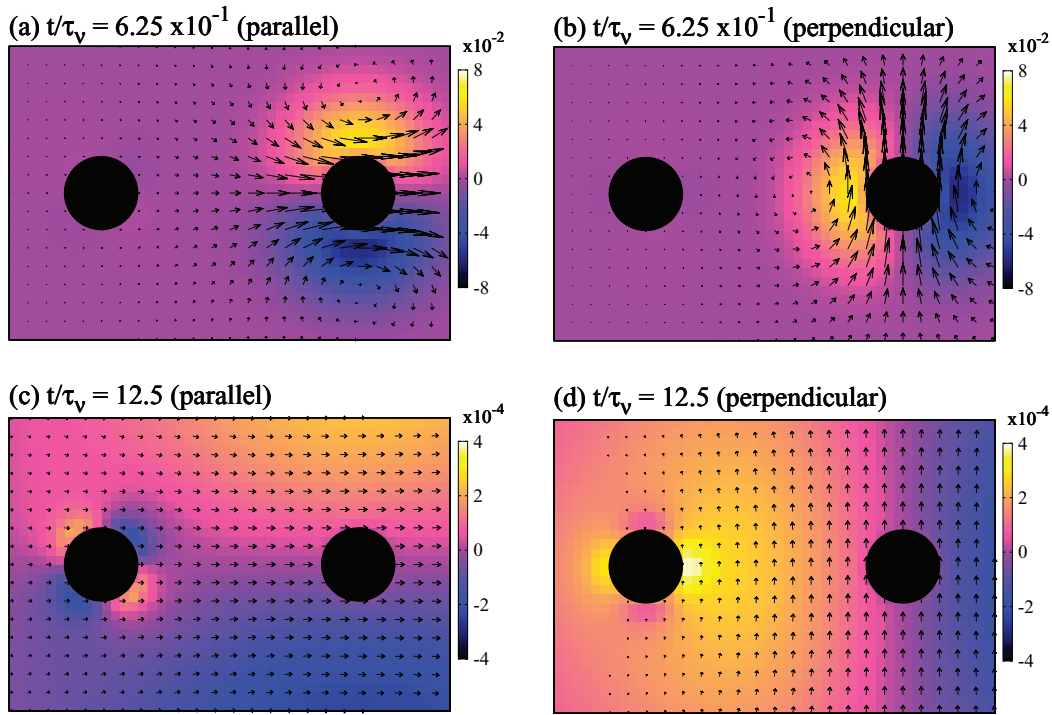 (a) t/τν = 6.25 x10-1 (parallel)
x10-2
8
4
0
-2
-4
-8
(b) t/τν = 6.25 x10-1 (perpendicular)
x10-2
8
4
0
-4
-8
(c) t/τν = 12.5 (parallel)
x10-4
4
2
0
-2
-4
(d) t/τν = 12.5 (perpendicular)
x10-4
4
2
0
-2
-4